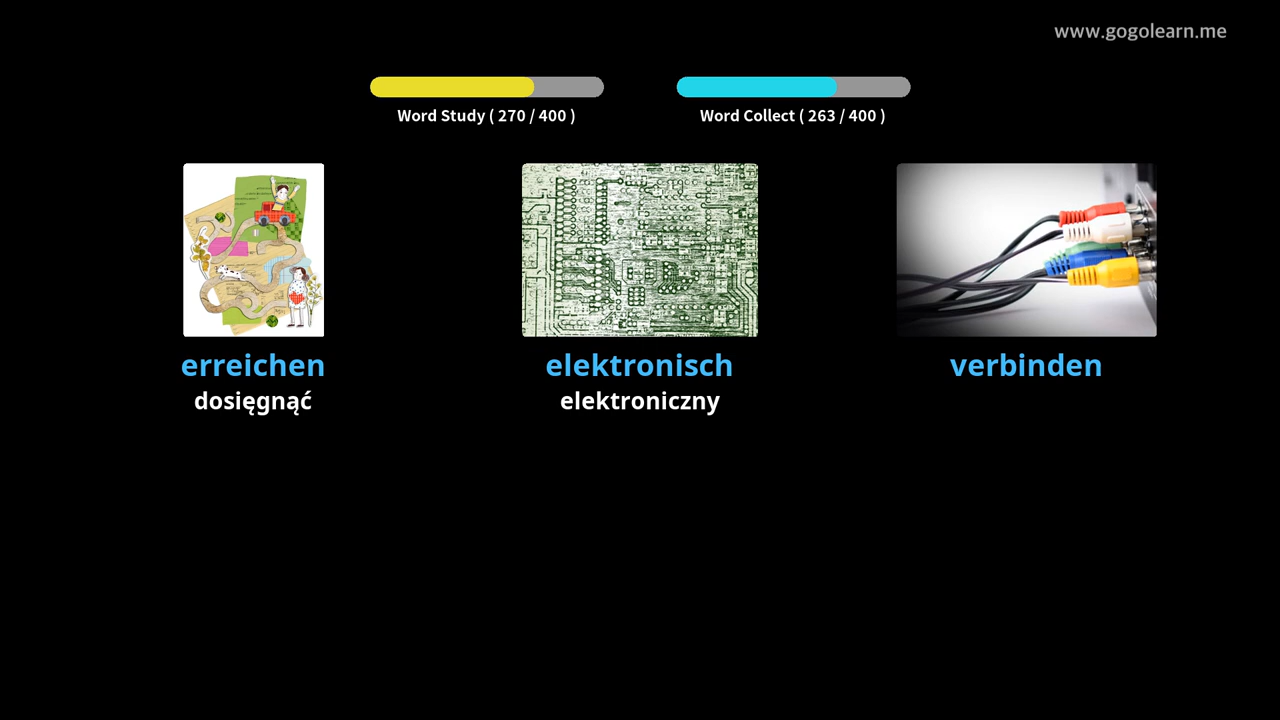 www.gogolearn.me
Word Study ( 270 / 400 )
Word Collect ( 263 / 400 )
erreichen
dosięgnąć
elektronisch
elektroniczny
verbinden